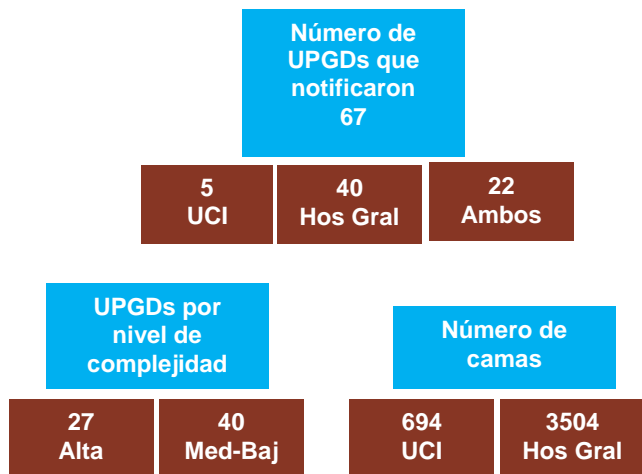 Número de
UPGDs que
notificaron
67
5
UCI
40
Hos Gral
22
Ambos
UPGDs por
nivel de
complejidad
27
Alta
40
Med-Baj
Número de
camas
694
UCI
3504
Hos Gral